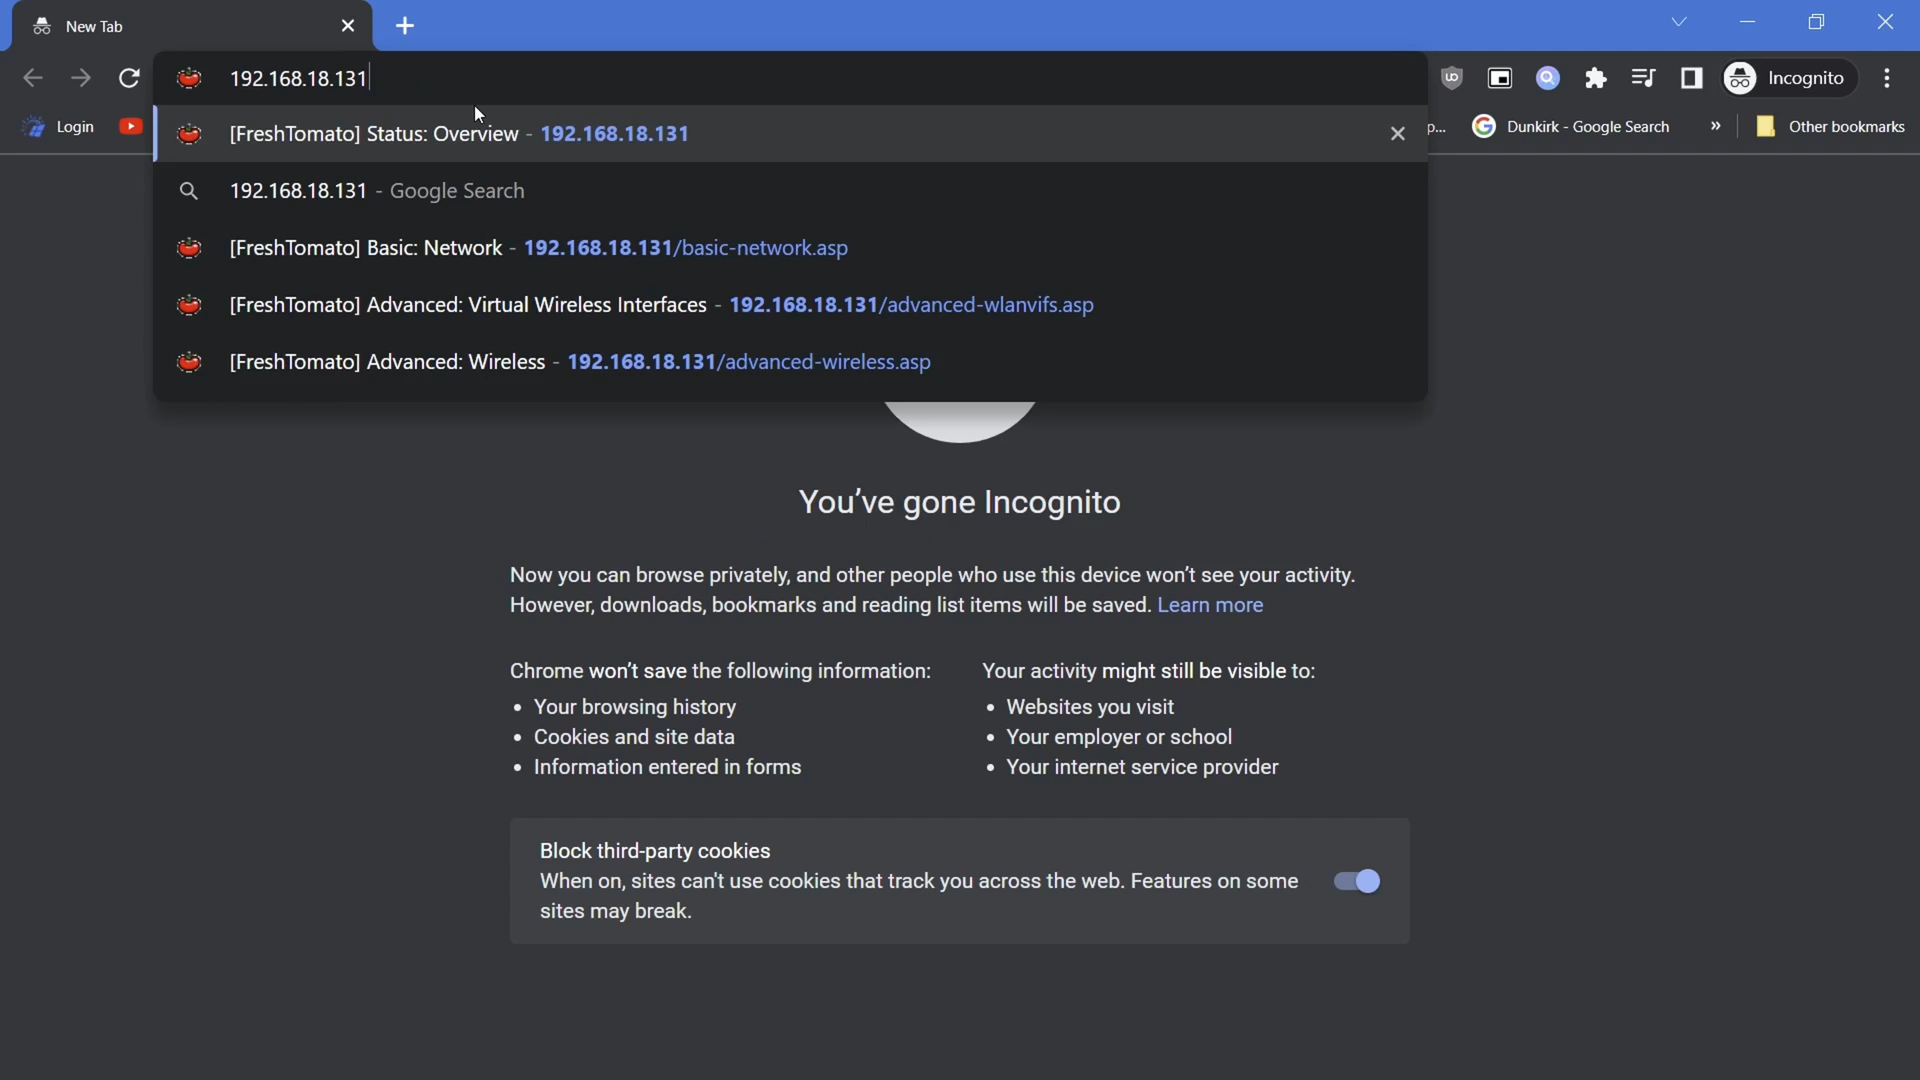 New Tab
192.168.18.131
Incognito
Login
[FreshTomato] Status: Overview - 192.168.18.131
p...
Dunkirk - Google Search
»
Other bookmarks
192.168.18.131 - Google Search
[FreshTomato] Basic: Network - 192.168.18.131/basic-network.asp
[FreshTomato] Advanced: Virtual Wireless Interfaces - 192.168.18.131/advanced-wlanvifs.asp
[FreshTomato] Advanced: Wireless - 192.168.18.131/advanced-wireless.asp
You've gone Incognito
Now you can browse privately, and other people who use this device won't see your activity.
However, downloads, bookmarks and reading list items will be saved. Learn more
Chrome won't save the following information:
• Your browsing history
• Cookies and site data
• Information entered in forms
Your activity might still be visible to:
• Websites you visit
• Your employer or school
• Your internet service provider
Block third-party cookies
When on, sites can't use cookies that track you across the web. Features on some
sites may break.